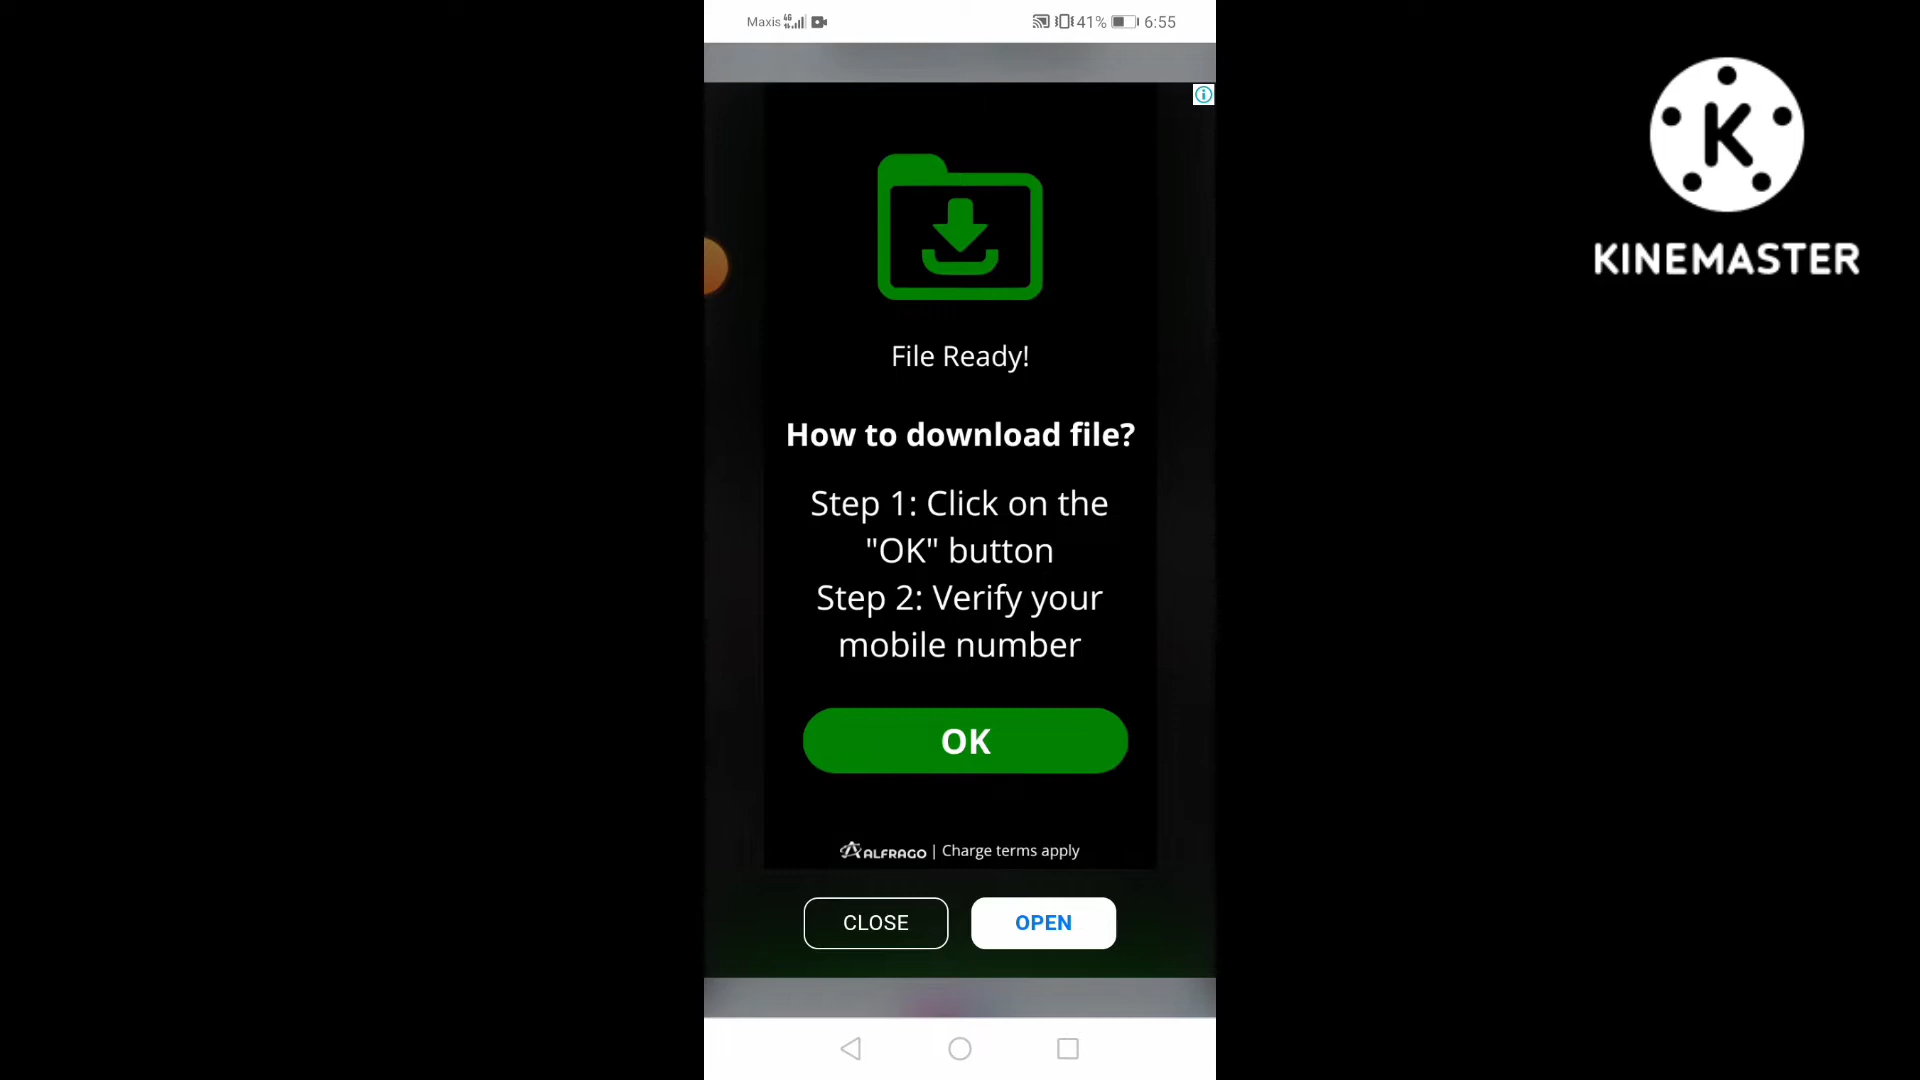 Maxis 4G 41% 6:55
K
KINEMASTER
File Ready!
How to download file?
Step 1: Click on the
"OK" button
Step 2: Verify your
mobile number
OK
ALFRAGO | Charge terms apply
CLOSE OPEN